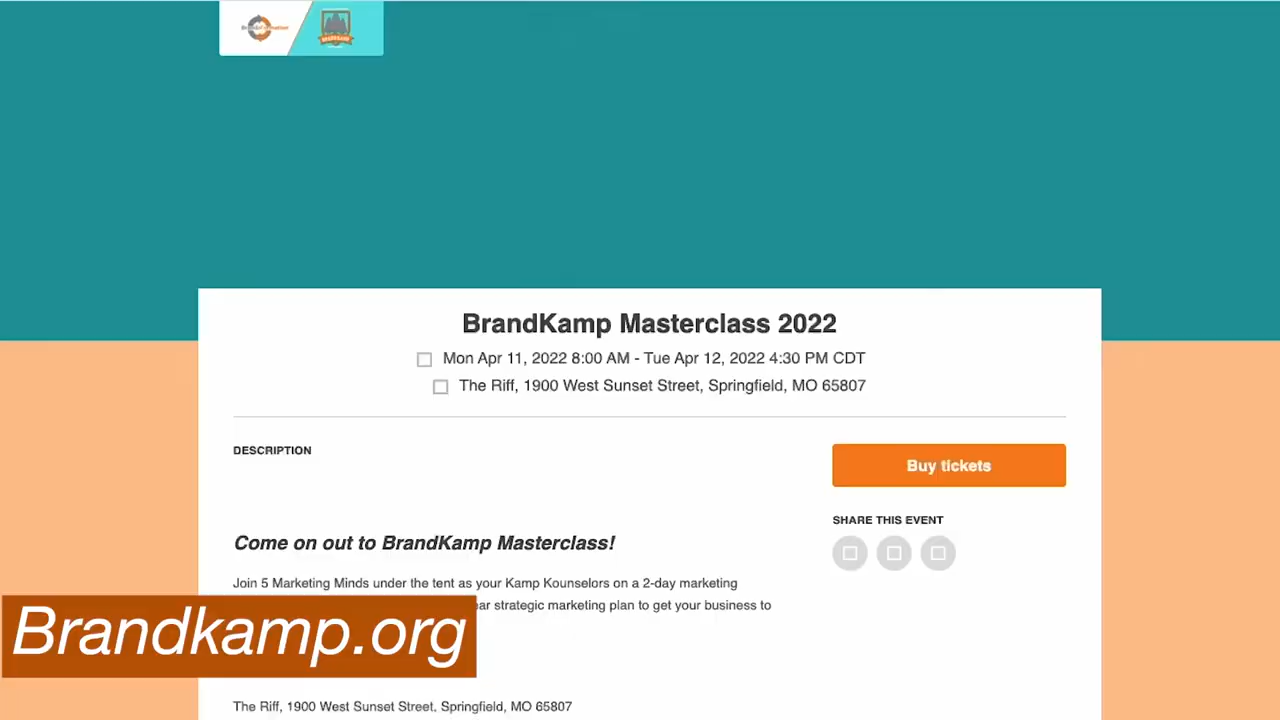 BrandKamp Masterclass 2022
Mon Apr 11, 2022 8:00 AM - Tue Apr 12, 2022 4:30 PM CDT
The Riff, 1900 West Sunset Street, Springfield, MO 65807
DESCRIPTION
Buy tickets
SHARE THIS EVENT
Come on out to BrandKamp Masterclass!
Join 5 Marketing Minds under the tent as your Kamp Kounselors on a 2-day marketing
strategic marketing plan to get your business to
Brandkamp.org
The Riff, 1900 West Sunset Street, Springfield, MO 65807